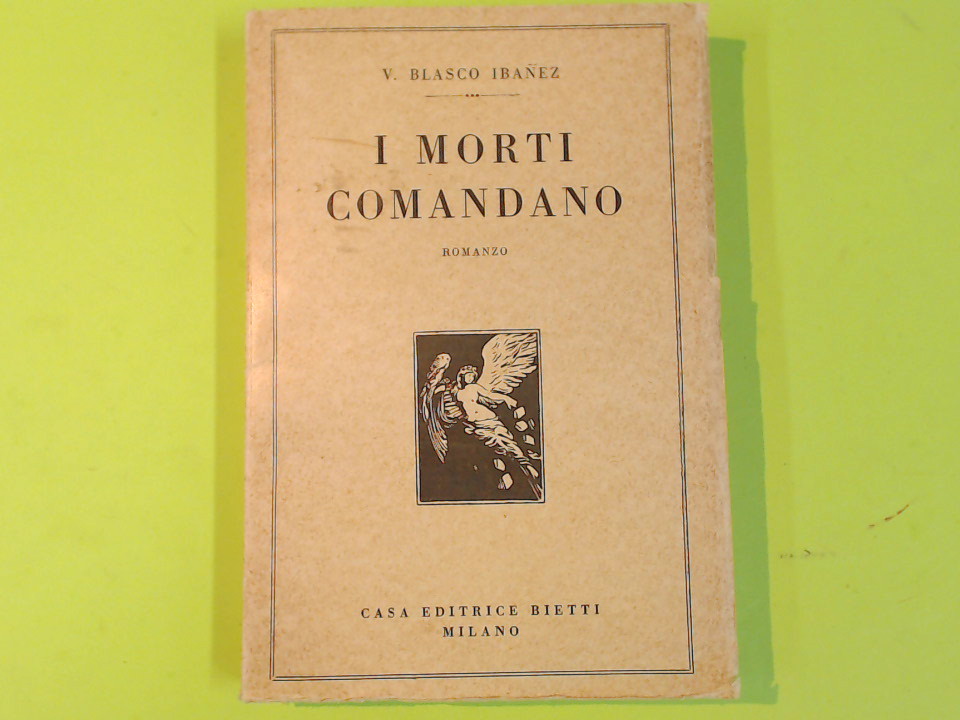 V. BLASCO IBAÑEZ
I MORTI
COMANDANO
ROMANZO
CASA EDITRICE BIETTI
MILANO